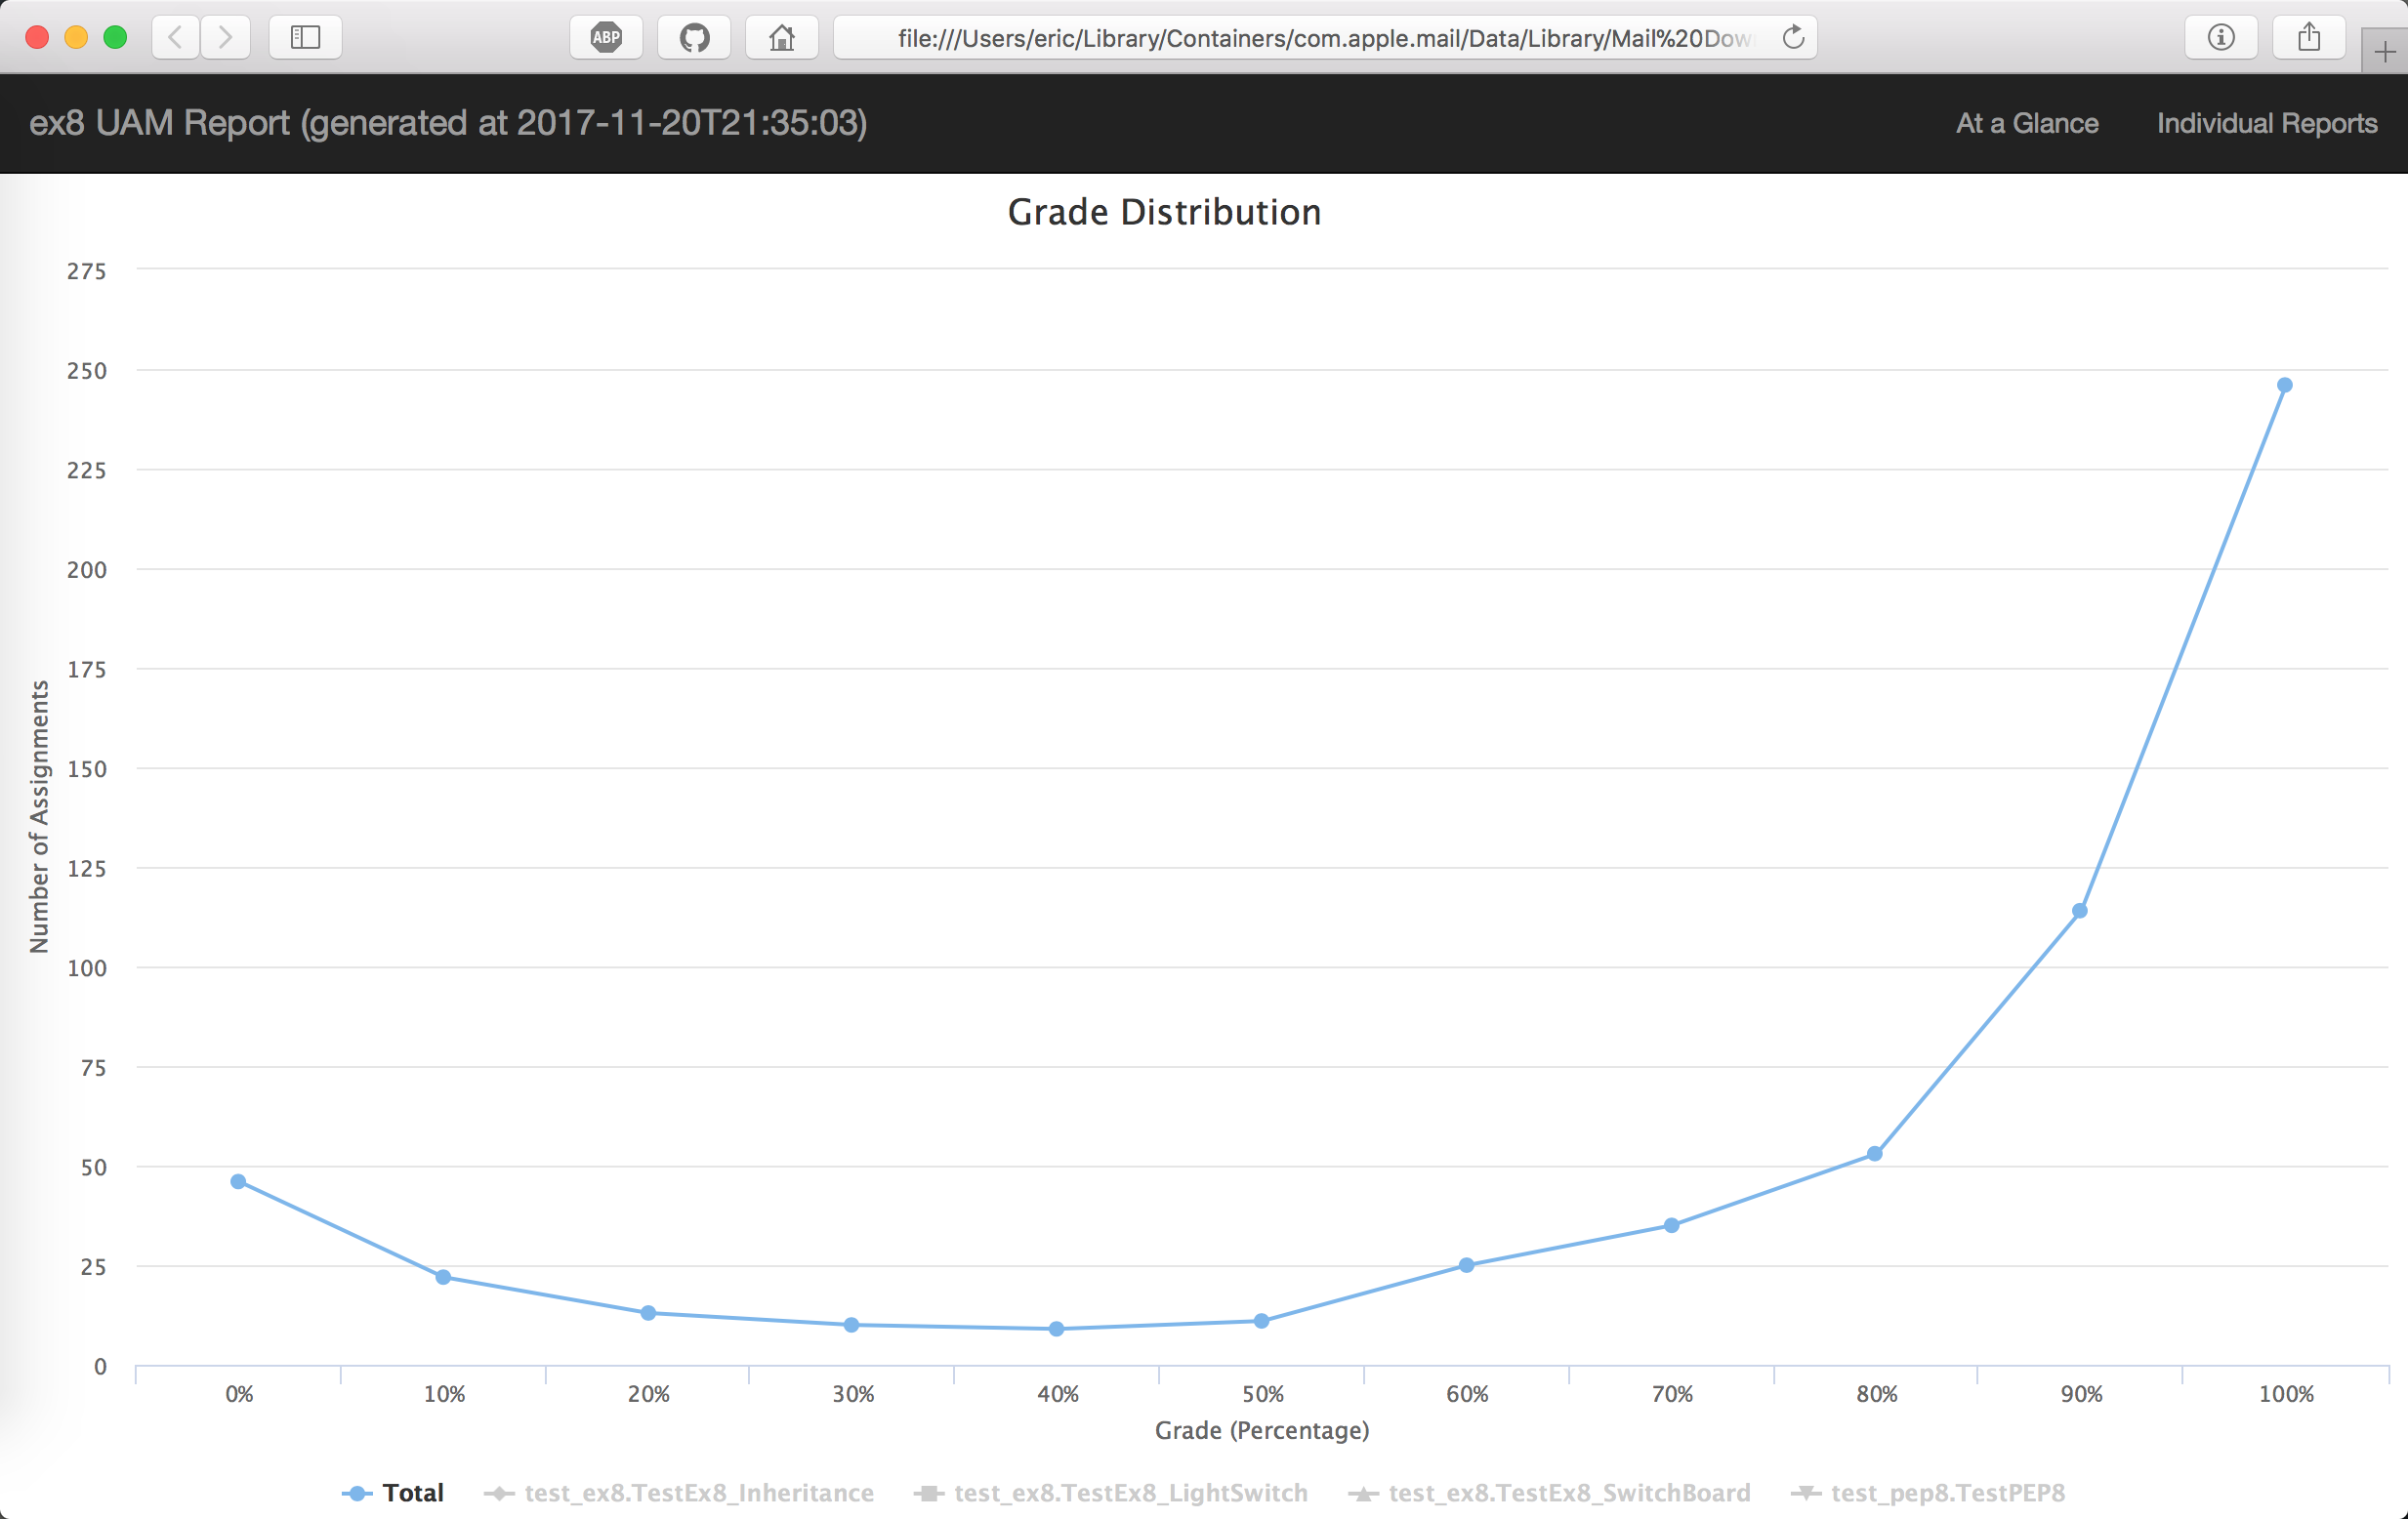 ABP
file:///Users/eric/Library/Containers/com.apple.mail/Data/Library/Mail%20Dow
ex8 UAM Report (generated at 2017-11-20T21:35:03)
At a Glance
Individual Reports
Grade Distribution
275
250
225
200
175
150
125
100
75
50
25
0
Number of Assignments
0% 10% 20% 30% 40% 50% 60% 70% 80% 90% 100%
Grade (Percentage)
Total test_ex8.TestEx8_Inheritance test_ex8.TestEx8_LightSwitch test_ex8.TestEx8_SwitchBoard test_pep8.TestPEP8